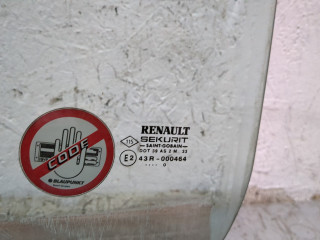 CODE
BLAUPUNKT
RENAULT
SEKURIT
SAINT-GOBAIN
E2 43R-000464